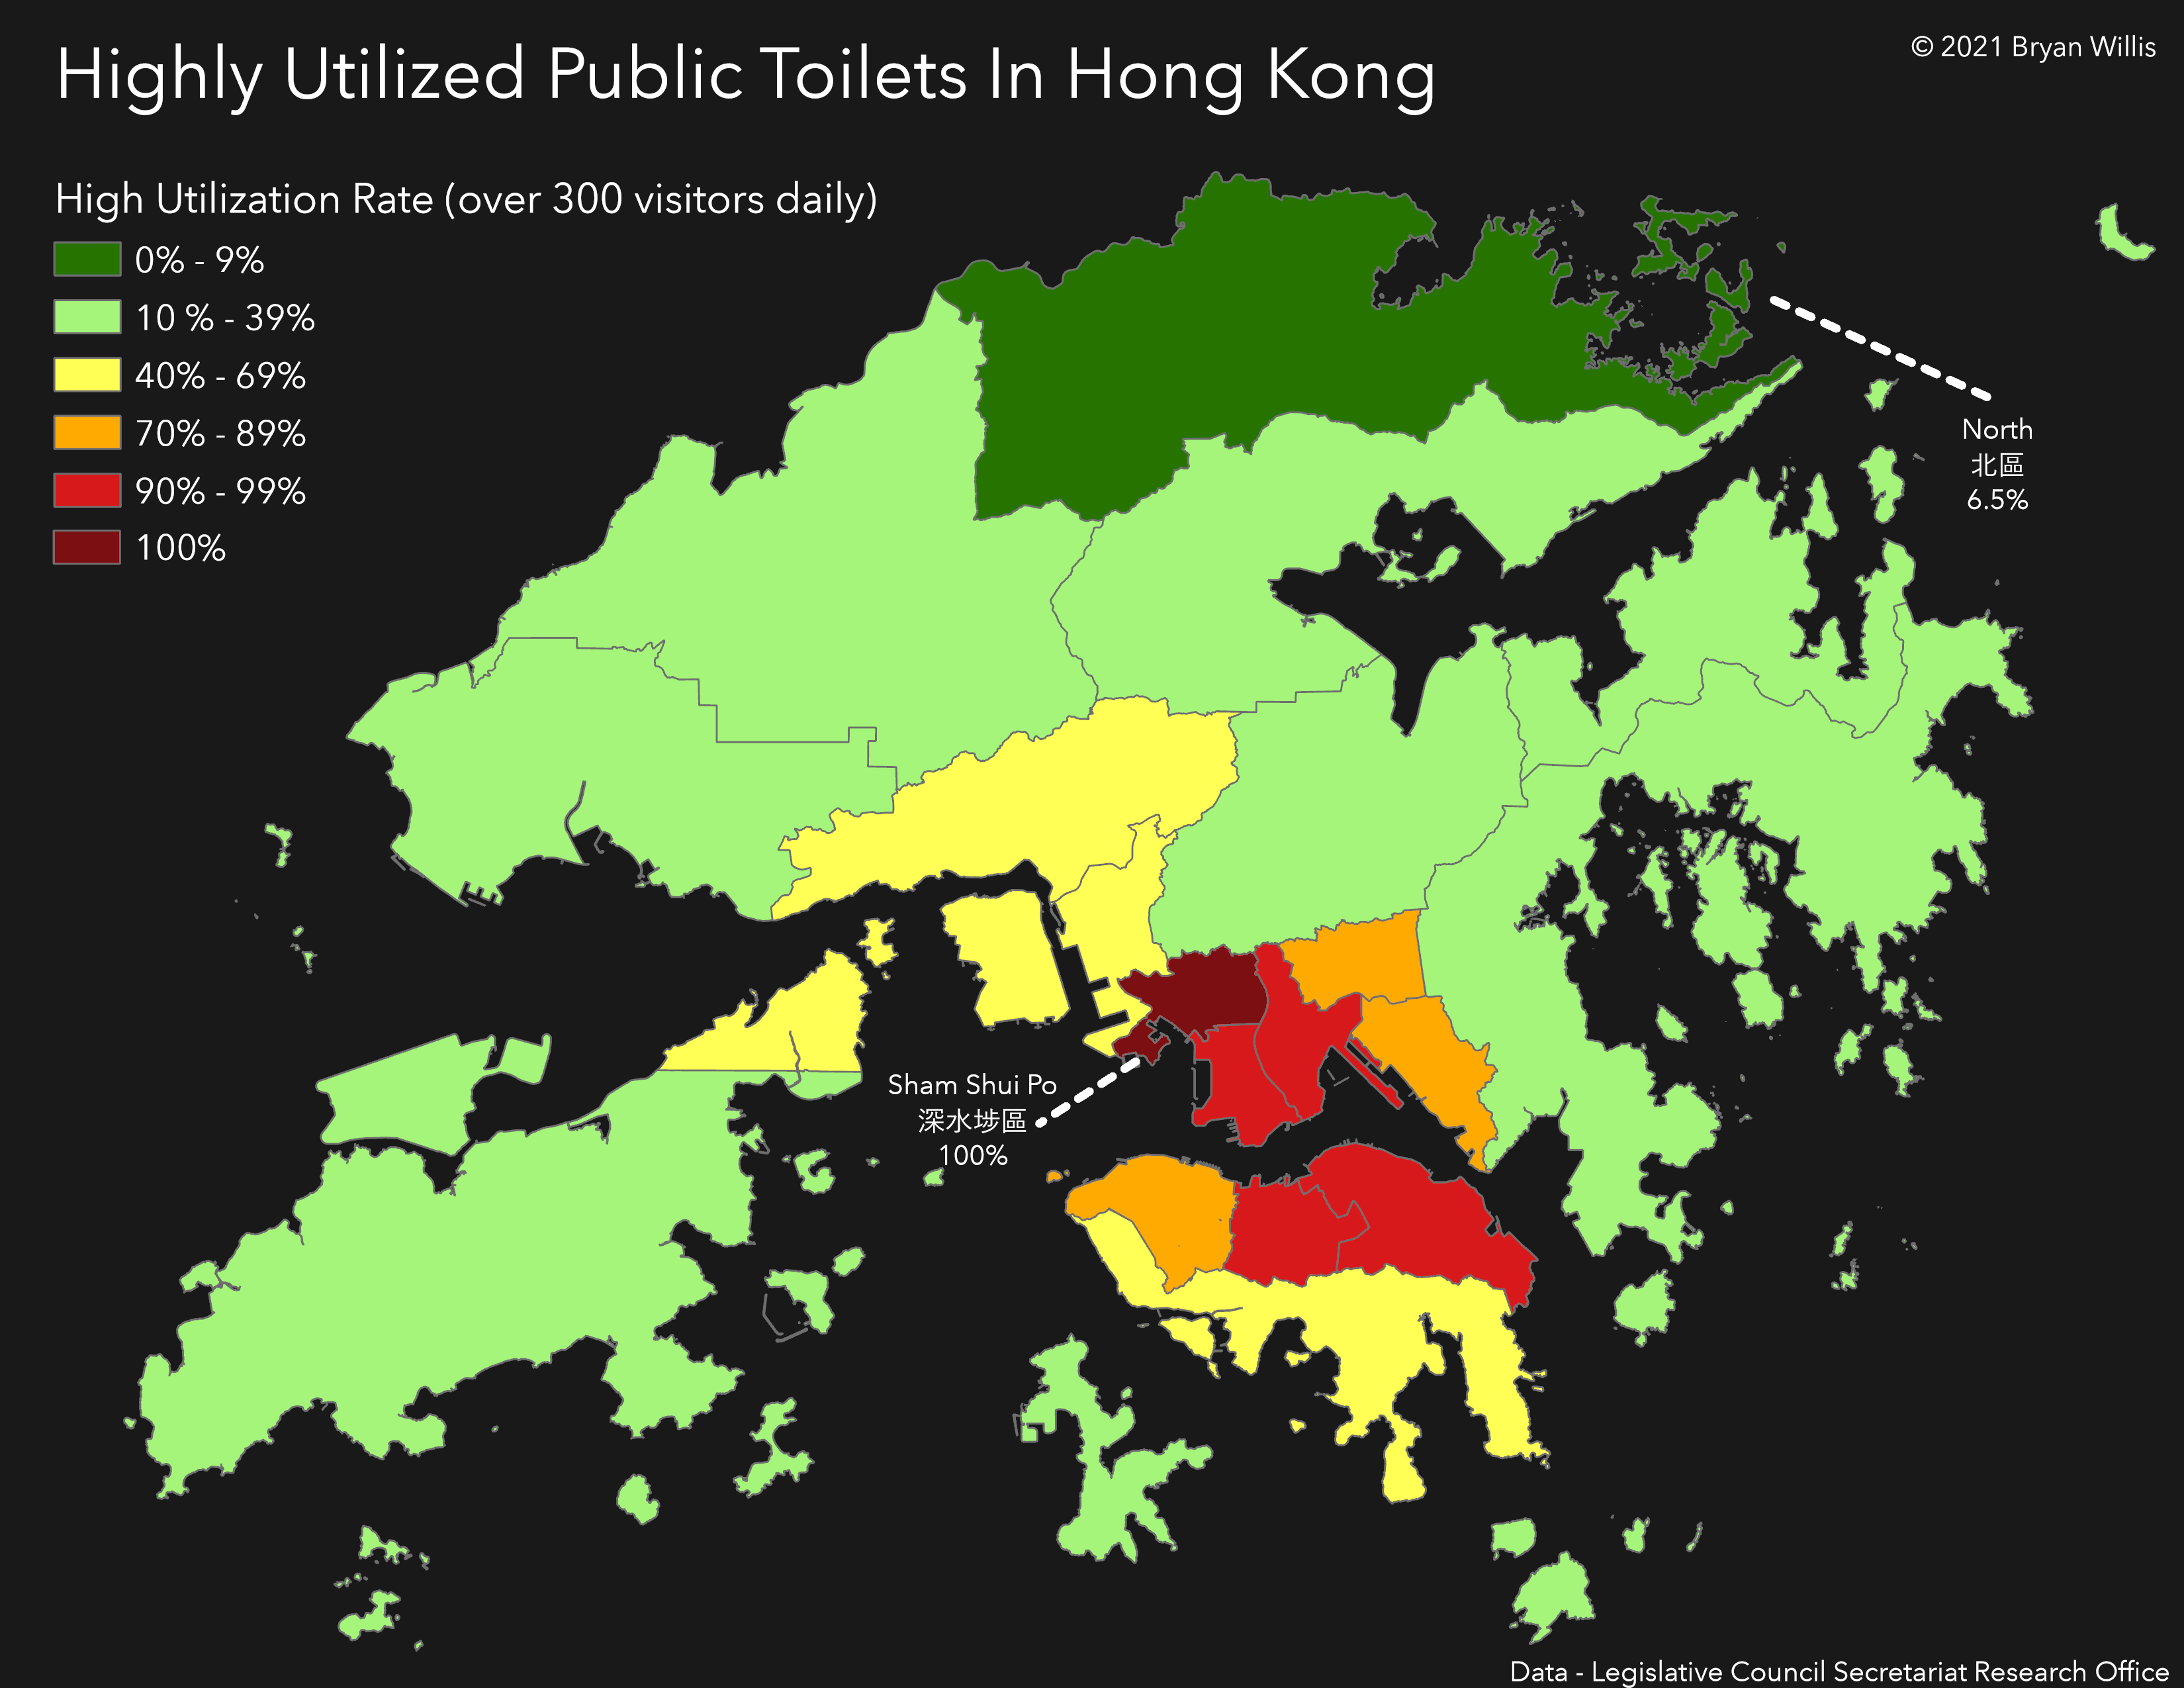 Highly Utilized Public Toilets In Hong Kong
© 2021 Bryan Willis
High Utilization Rate (over 300 visitors daily)
0% - 9%
10 % - 39%
40% - 69%
70% - 89%
90% - 99%
100%
North
北區
6.5%
Sham Shui Po
深水埗區
100%
Data - Legislative Council Secretariat Research Office